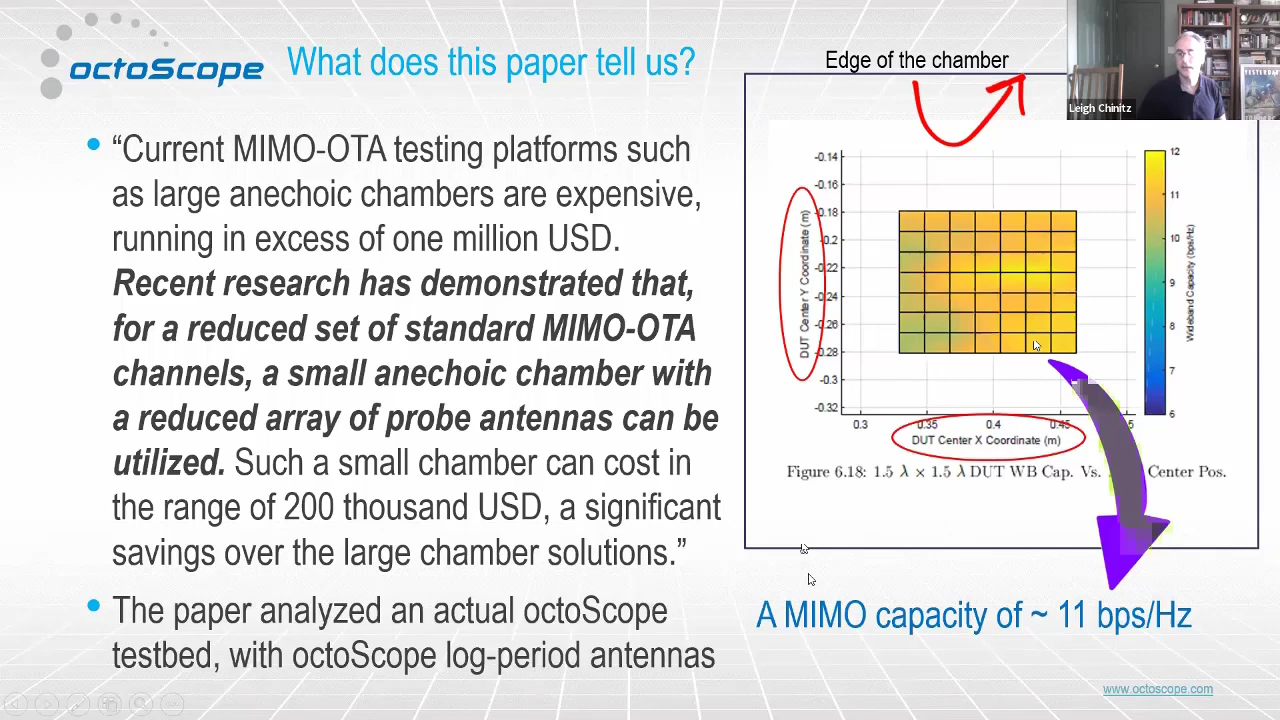 octoScope
What does this paper tell us?
Edge of the chamber
Leigh Chinitz
• “Current MIMO-OTA testing platforms such
as large anechoic chambers are expensive,
running in excess of one million USD.
Recent research has demonstrated that,
for a reduced set of standard MIMO-OTA
channels, a small anechoic chamber with
a reduced array of probe antennas can be
utilized. Such a small chamber can cost in
the range of 200 thousand USD, a significant
savings over the large chamber solutions.”
• The paper analyzed an actual octoScope
testbed, with octoScope log-period antennas
DUT Center Y Coordinate (m)
-0.14
-0.16
-0.18
-0.2
-0.22
-0.24
-0.26
-0.28
-0.3
-0.32
0.3 0.35 0.4 0.45
DUT Center X Coordinate (m)
12
11
10
9
8
7
6
Wideband Capacity (bps/Hz)
Figure 6.18: 1.5 λ × 1.5 λ DUT WB Cap. Vs. Center Pos.
A MIMO capacity of ~ 11 bps/Hz
www.octoscope.com